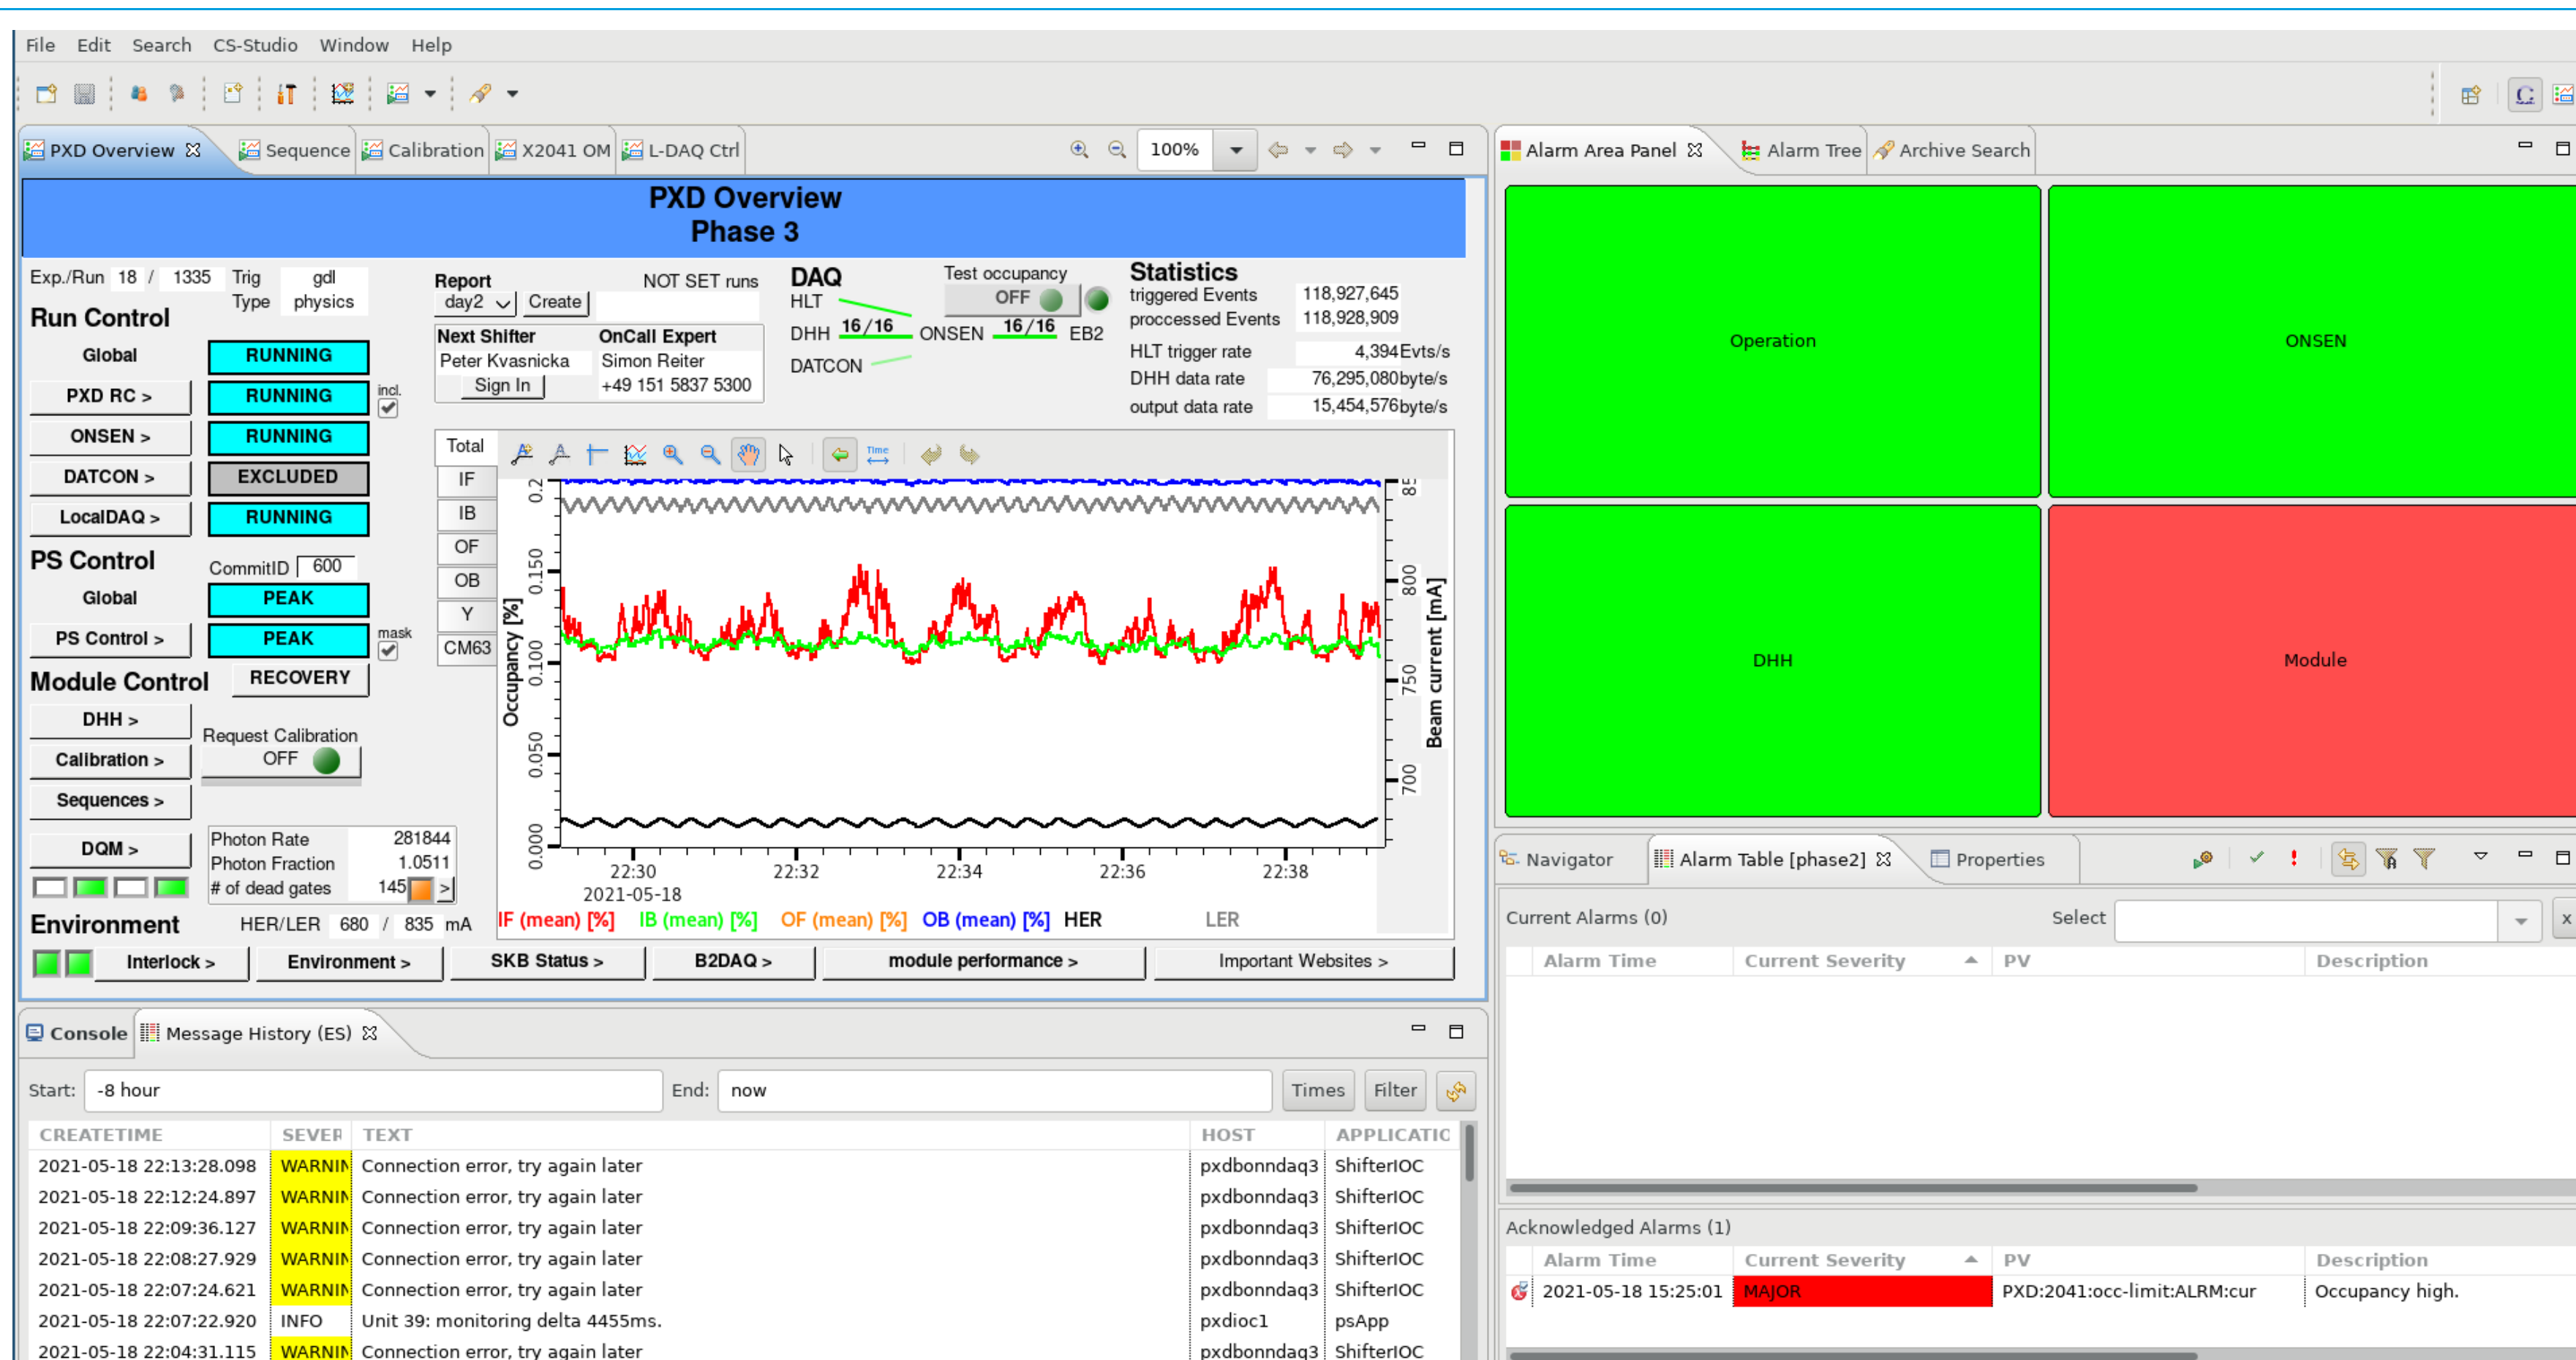 File Edit Search CS-Studio Window Help
PXD Overview Sequence Calibration X2041 OM L-DAQ Ctrl 100%
PXD Overview
Phase 3
Exp./Run 18 / 1335 Trig gdl
Type physics
Run Control
Global RUNNING
PXD RC > RUNNING incl.
ONSEN > RUNNING
DATCON > EXCLUDED
LocalDAQ > RUNNING
PS Control CommitID 600
Global PEAK
PS Control > PEAK mask
Module Control RECOVERY
DHH >
Request Calibration
Calibration > OFF
Sequences >
DQM >
Photon Rate 281844
Photon Fraction 1.0511
# of dead gates 145 >
Environment HER/LER 680 / 835 mA
Report NOT SET runs
day2 Create
Next Shifter OnCall Expert
Peter Kvasnicka Simon Reiter
Sign In +49 151 5837 5300
DAQ Test occupancy
HLT OFF
DHH 16/16 ONSEN 16/16 EB2
DATCON
Statistics
triggered Events 118,927,645
proccessed Events 118,928,909
HLT trigger rate 4,394Evts/s
DHH data rate 76,295,080byte/s
output data rate 15,454,576byte/s
Total
IF
IB
OF
OB
Y
CM63
Time
Occupancy [%]
0.2
0.150
0.100
0.050
0.000
85
800
750
700
Beam current [mA]
22:30 22:32 22:34 22:36 22:38
2021-05-18
IF (mean) [%] IB (mean) [%] OF (mean) [%] OB (mean) [%] HER LER
Interlock > Environment > SKB Status > B2DAQ > module performance > Important Websites >
Console Message History (ES)
Start: -8 hour End: now Times Filter
CREATETIME SEVER TEXT HOST APPLICATIO
2021-05-18 22:13:28.098 WARNIN Connection error, try again later pxdbonndaq3 ShifterIOC
2021-05-18 22:12:24.897 WARNIN Connection error, try again later pxdbonndaq3 ShifterIOC
2021-05-18 22:09:36.127 WARNIN Connection error, try again later pxdbonndaq3 ShifterIOC
2021-05-18 22:08:27.929 WARNIN Connection error, try again later pxdbonndaq3 ShifterIOC
2021-05-18 22:07:24.621 WARNIN Connection error, try again later pxdbonndaq3 ShifterIOC
2021-05-18 22:07:22.920 INFO Unit 39: monitoring delta 4455ms. pxdioc1 psApp
2021-05-18 22:04:31.115 WARNIN Connection error, try again later pxdbonndaq3 ShifterIOC
Alarm Area Panel Alarm Tree Archive Search
Operation ONSEN
DHH Module
Navigator Alarm Table [phase2] Properties
Current Alarms (0) Select x
Alarm Time Current Severity PV Description
Acknowledged Alarms (1)
Alarm Time Current Severity PV Description
2021-05-18 15:25:01 MAJOR PXD:2041:occ-limit:ALRM:cur Occupancy high.